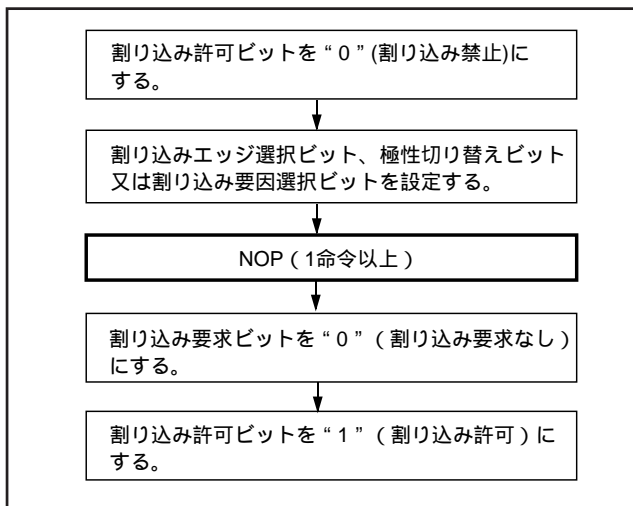 割り込み許可ビットを“0”(割り込み禁止)に
する。
割り込みエッジ選択ビット、極性切り替えビット
又は割り込み要因選択ビットを設定する。
NOP（1命令以上）
割り込み要求ビットを“0”（割り込み要求なし）
にする。
割り込み許可ビットを“1”（割り込み許可）に
する。